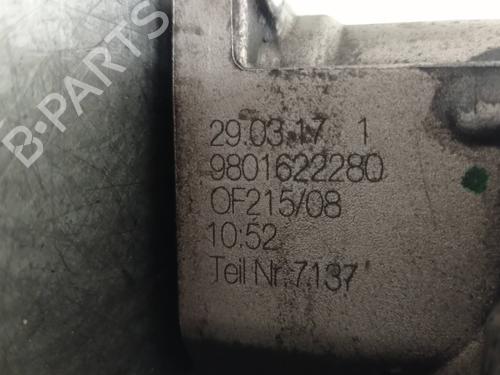 29.03.17 1
9801622280
OF215/08
10:52
Teil Nr.7137
B-PARTS